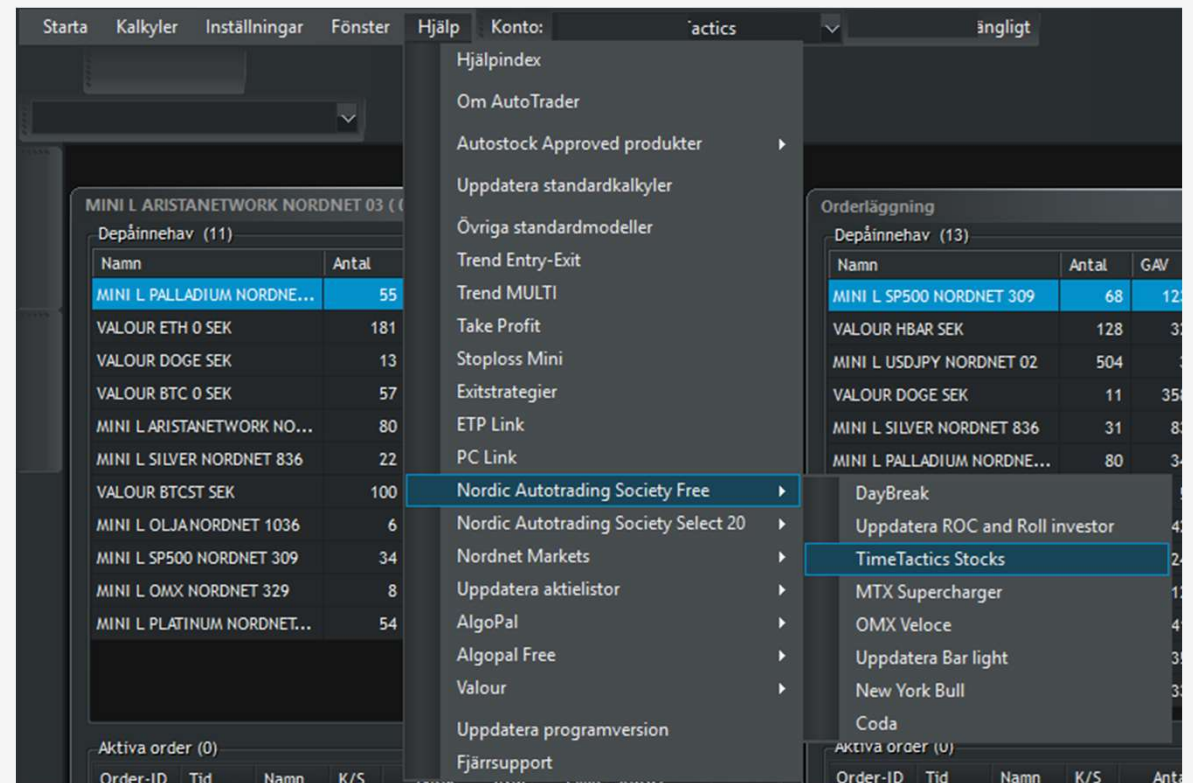 Starta Kalkyler Inställningar Fönster Hjälp Konto: actics ängligt
Hjälpindex
Om AutoTrader
Autostock Approved produkter
Uppdatera standardkalkyler
Övriga standardmodeller
Trend Entry-Exit
Trend MULTI
Take Profit
Stoploss Mini
Exitstrategier
ETP Link
PC Link
Nordic Autotrading Society Free
Nordic Autotrading Society Select 20
Nordnet Markets
Uppdatera aktielistor
AlgoPal
Algopal Free
Valour
Uppdatera programversion
Fjärrsupport
DayBreak
Uppdatera ROC and Roll investor
TimeTactics Stocks
MTX Supercharger
OMX Veloce
Uppdatera Bar light
New York Bull
Coda
MINI L ARISTANETWORK NORDNET 03 (
Depåinnehav (11)
Namn Antal
MINI L PALLADIUM NORDNE... 55
VALOUR ETH 0 SEK 181
VALOUR DOGE SEK 13
VALOUR BTC 0 SEK 57
MINI L ARISTANETWORK NO... 80
MINI L SILVER NORDNET 836 22
VALOUR BTCST SEK 100
MINI L OLJANORDNET 1036 6
MINI L SP500 NORDNET 309 34
MINI L OMX NORDNET 329 8
MINI L PLATINUM NORDNET... 54
Aktiva order (0)
Order-ID Tid Namn K/S
Orderläggning
Depåinnehav (13)
Namn Antal GAV
MINI L SP500 NORDNET 309 68 12
VALOUR HBAR SEK 128
MINI L USDJPY NORDNET 02 504
VALOUR DOGE SEK 11 358
MINI L SILVER NORDNET 836 31
MINI L PALLADIUM NORDNE... 80
Aktiva order (0)
Order-ID Tid Namn K/S Anta